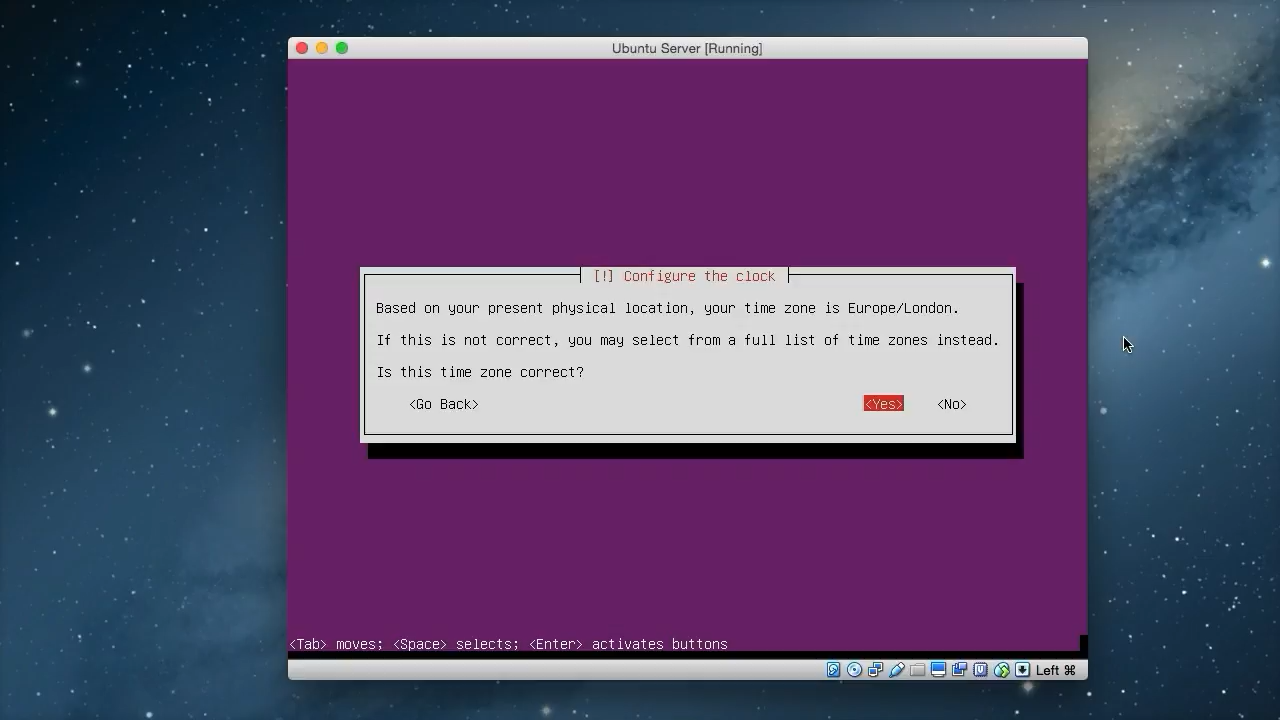 Ubuntu Server [Running]
[!] Configure the clock
Based on your present physical location, your time zone is Europe/London.
If this is not correct, you may select from a full list of time zones instead.
Is this time zone correct?
<Go Back> <Yes> <No>
<Tab> moves; <Space> selects; <Enter> activates buttons
Left ⌘